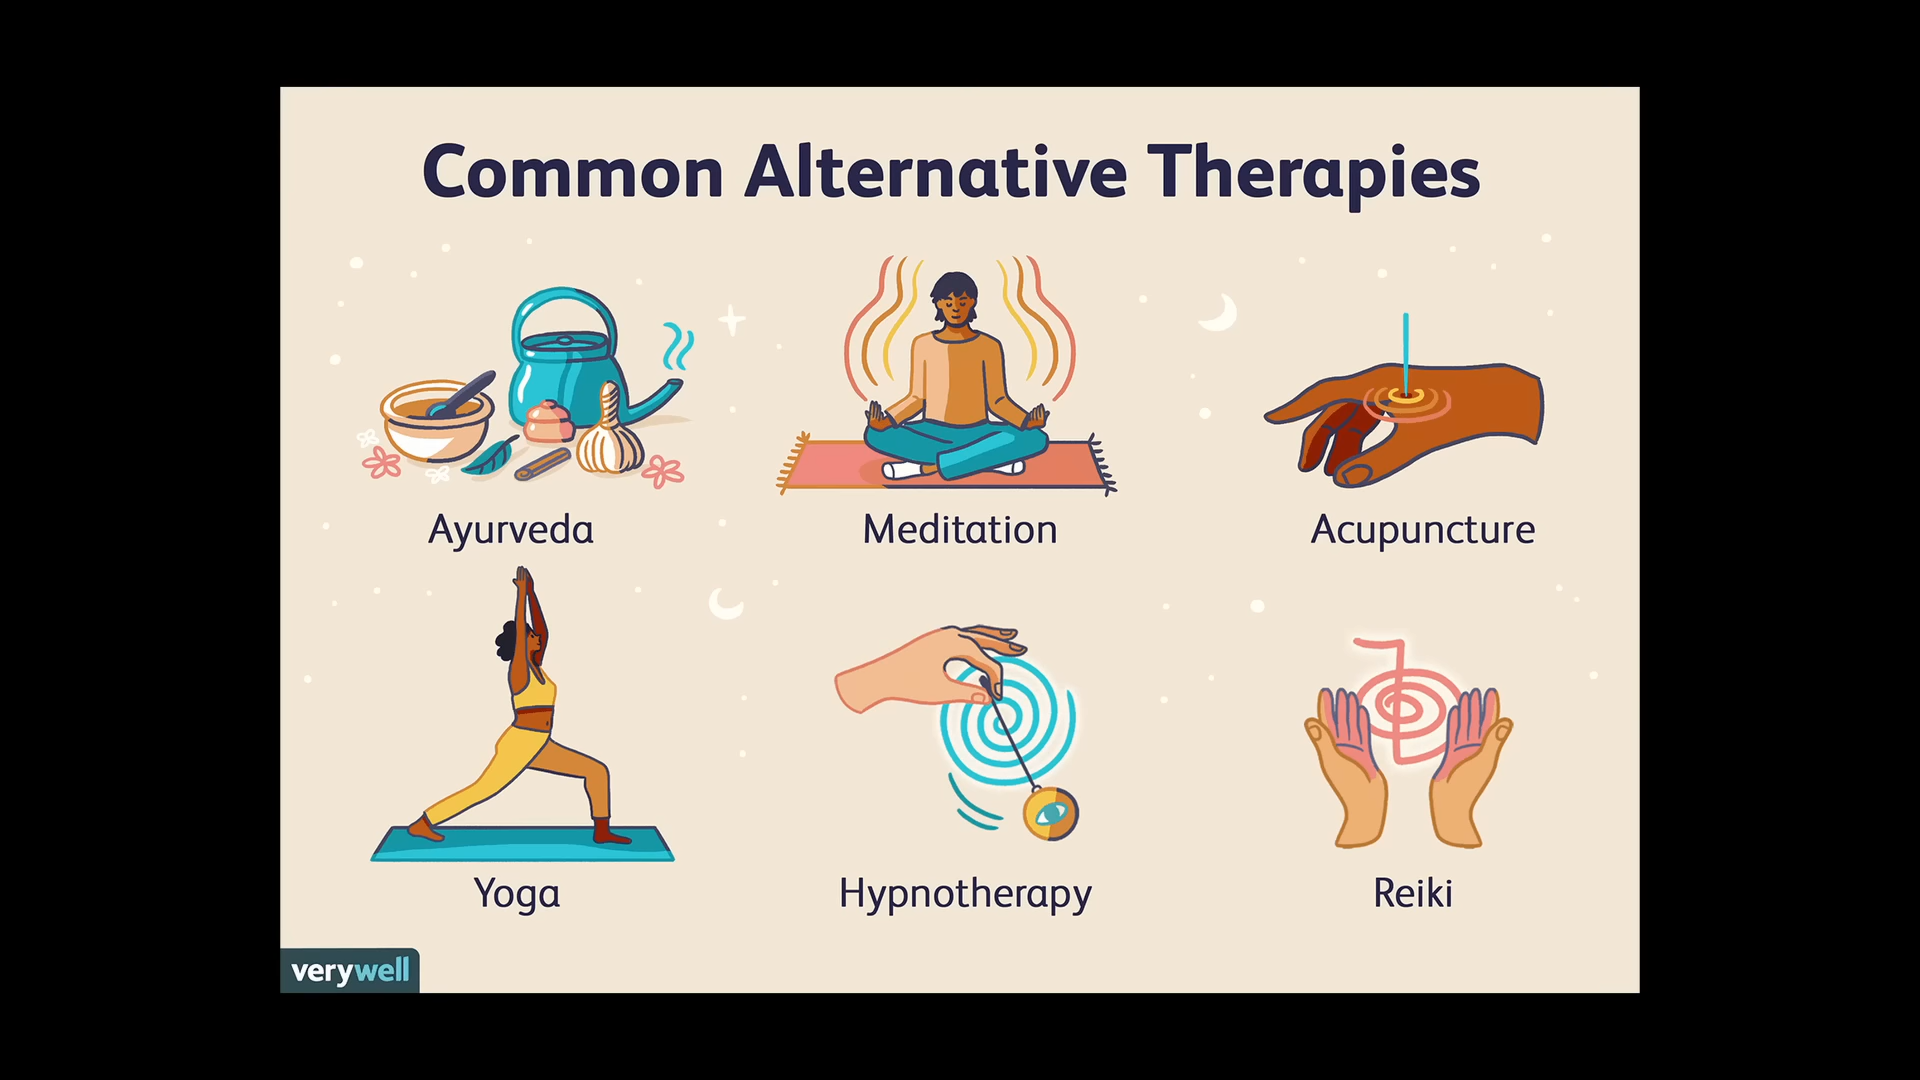 Common Alternative Therapies
Ayurveda
Meditation
Acupuncture
Yoga
Hypnotherapy
Reiki
verywell